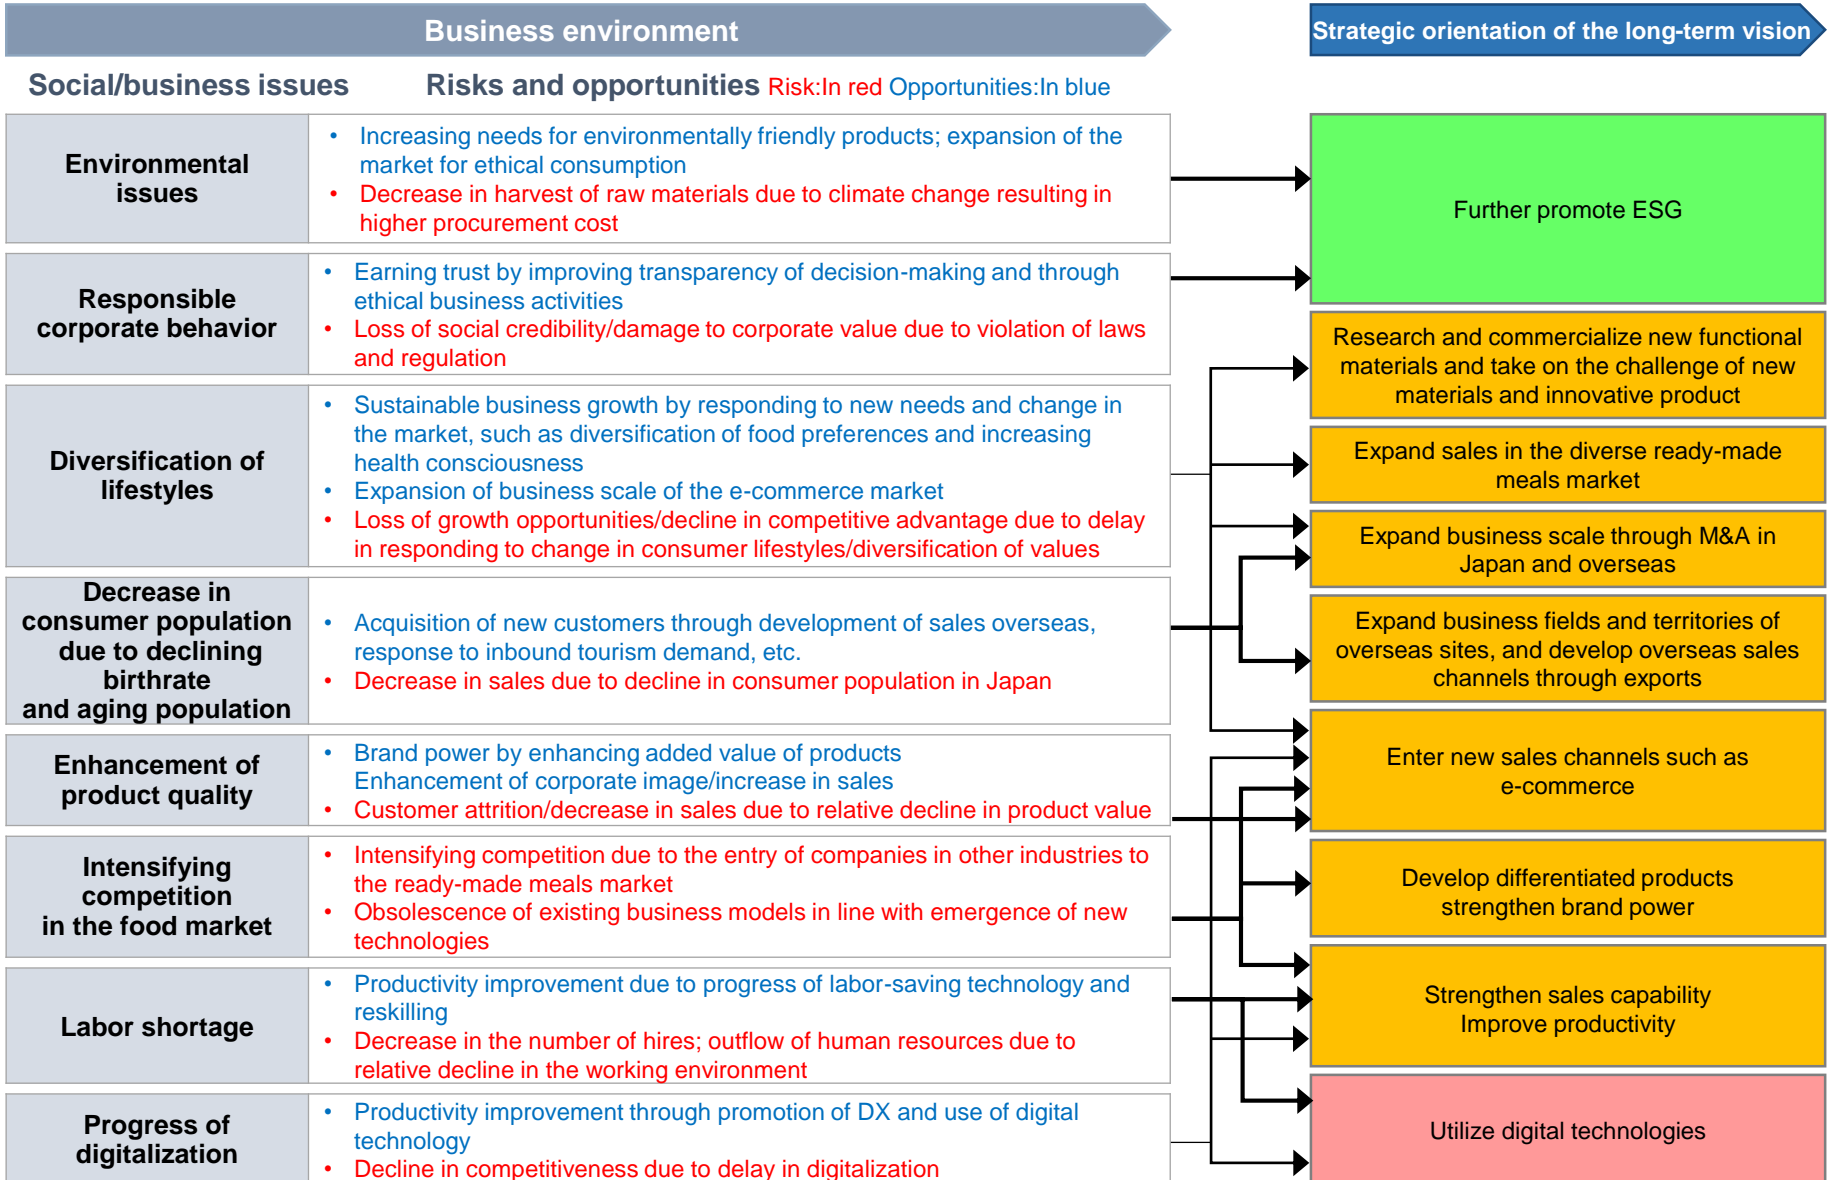 Business environment
Strategic orientation of the long-term vision
Social/business issues
Risks and opportunities Risk:In red Opportunities:In blue
Environmental
issues
• Increasing needs for environmentally friendly products; expansion of the
market for ethical consumption
• Decrease in harvest of raw materials due to climate change resulting in
higher procurement cost
Responsible
corporate behavior
• Earning trust by improving transparency of decision-making and through
ethical business activities
• Loss of social credibility/damage to corporate value due to violation of laws
and regulation
Diversification of
lifestyles
• Sustainable business growth by responding to new needs and change in
the market, such as diversification of food preferences and increasing
health consciousness
• Expansion of business scale of the e-commerce market
• Loss of growth opportunities/decline in competitive advantage due to delay
in responding to change in consumer lifestyles/diversification of values
Decrease in
consumer population
due to declining
birthrate
and aging population
• Acquisition of new customers through development of sales overseas,
response to inbound tourism demand, etc.
• Decrease in sales due to decline in consumer population in Japan
Enhancement of
product quality
• Brand power by enhancing added value of products
Enhancement of corporate image/increase in sales
• Customer attrition/decrease in sales due to relative decline in product value
Intensifying
competition
in the food market
• Intensifying competition due to the entry of companies in other industries to
the ready-made meals market
• Obsolescence of existing business models in line with emergence of new
technologies
Labor shortage
• Productivity improvement due to progress of labor-saving technology and
reskilling
• Decrease in the number of hires; outflow of human resources due to
relative decline in the working environment
Progress of
digitalization
• Productivity improvement through promotion of DX and use of digital
technology
• Decline in competitiveness due to delay in digitalization
Further promote ESG
Research and commercialize new functional
materials and take on the challenge of new
materials and innovative product
Expand sales in the diverse ready-made
meals market
Expand business scale through M&A in
Japan and overseas
Expand business fields and territories of
overseas sites, and develop overseas sales
channels through exports
Enter new sales channels such as
e-commerce
Develop differentiated products
strengthen brand power
Strengthen sales capability
Improve productivity
Utilize digital technologies